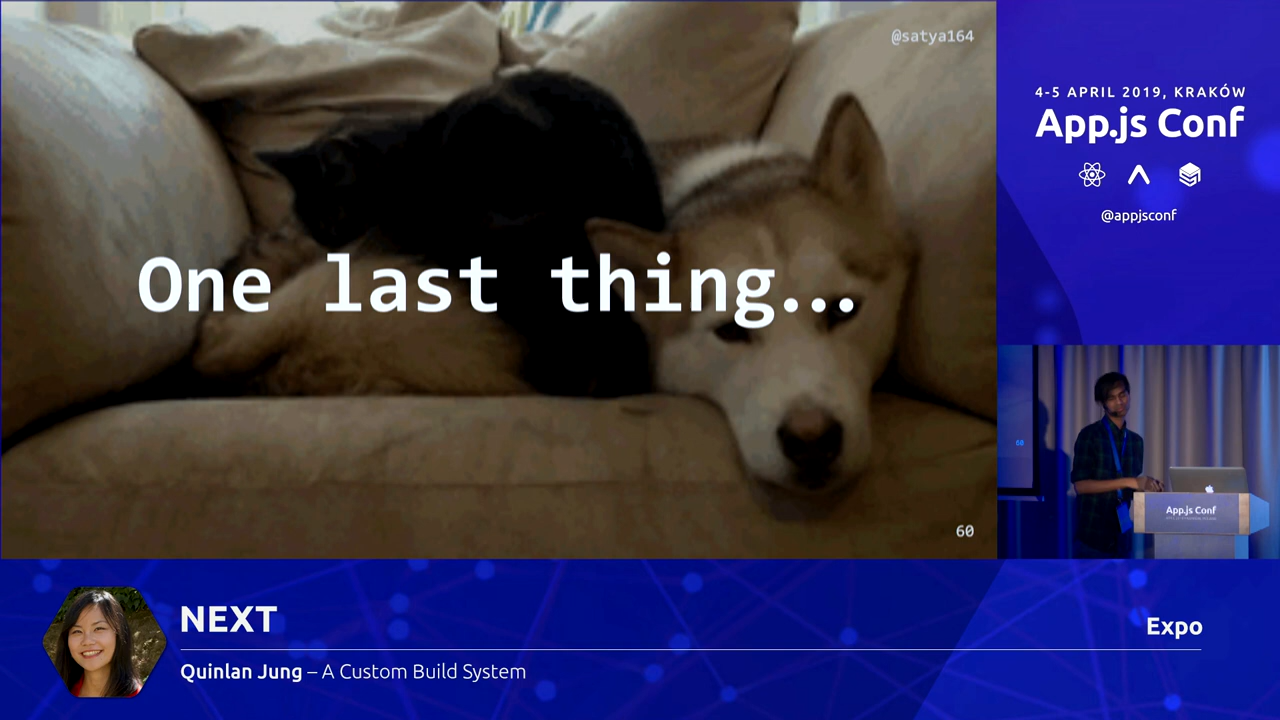 @satya164
One last thing...
60
4-5 APRIL 2019, KRAKÓW
App.js Conf
@appjsconf
60
App.js Conf
NEXT
Expo
Quinlan Jung – A Custom Build System